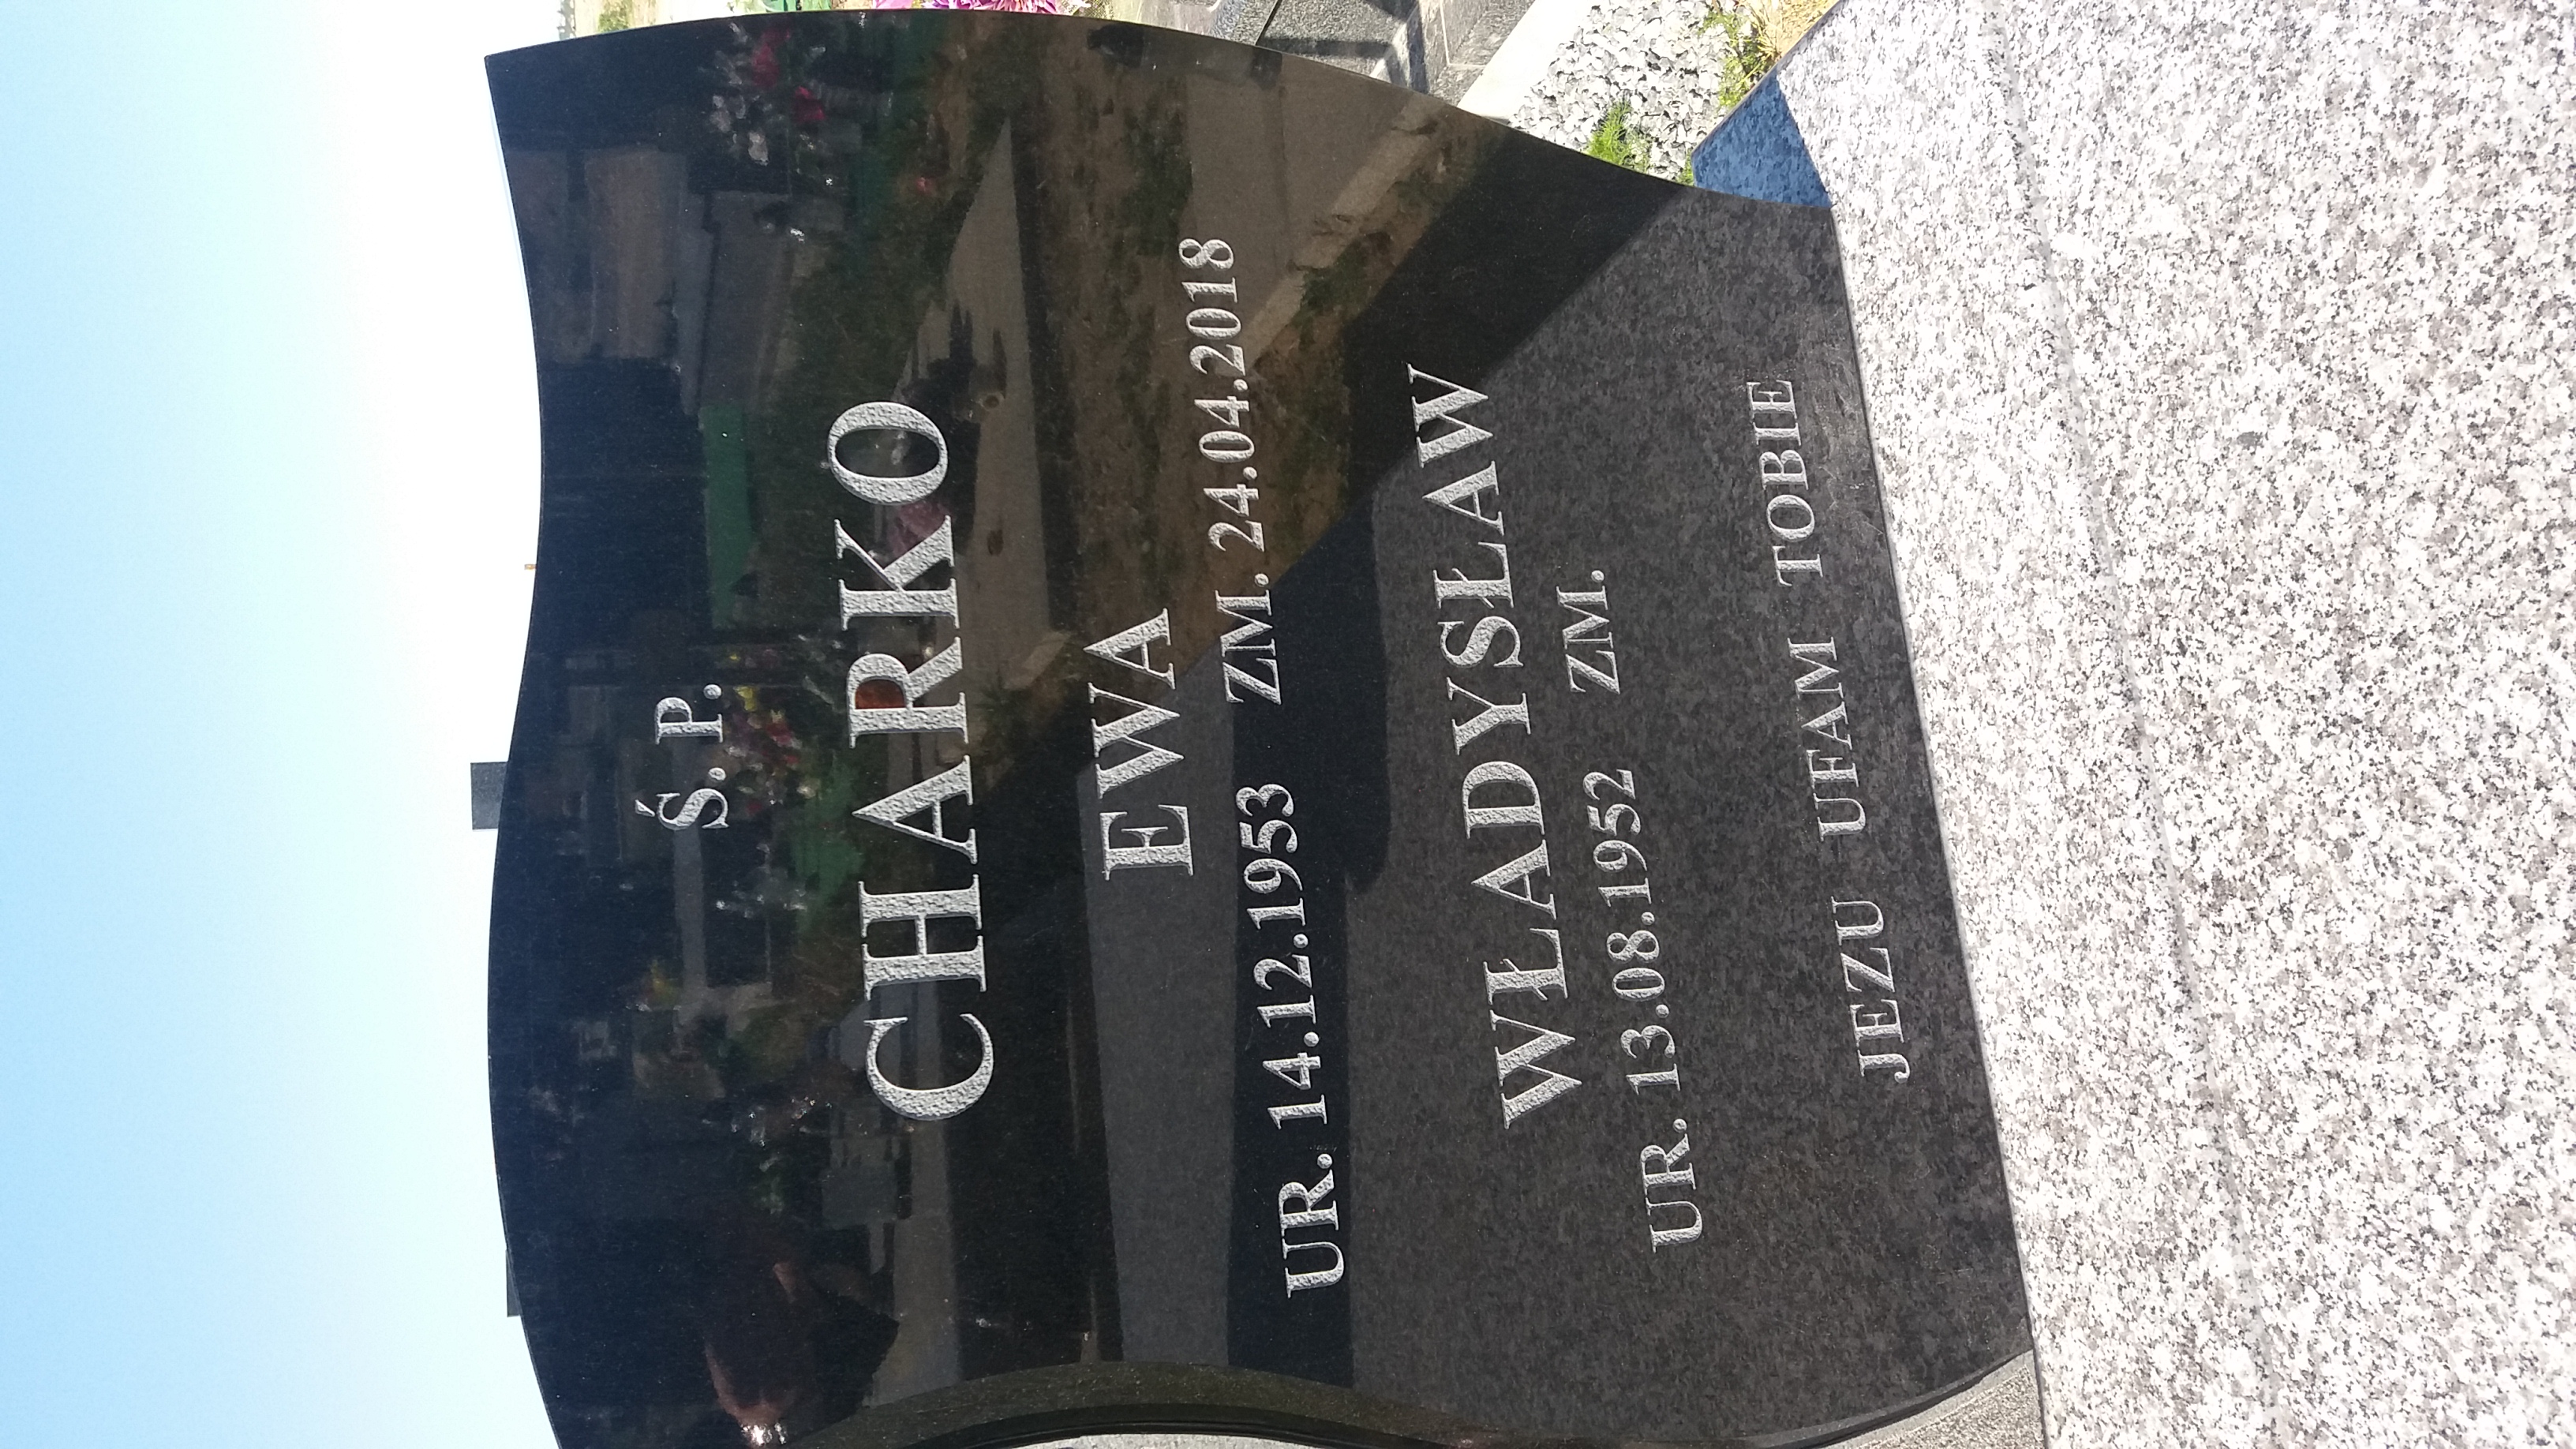 Ś. P.
CHARKO
EWA
UR. 14.12.1953 ZM. 24.04.2018
WŁADYSŁAW
UR. 13.08.1952 ZM.
JEZU UFAM TOBIE